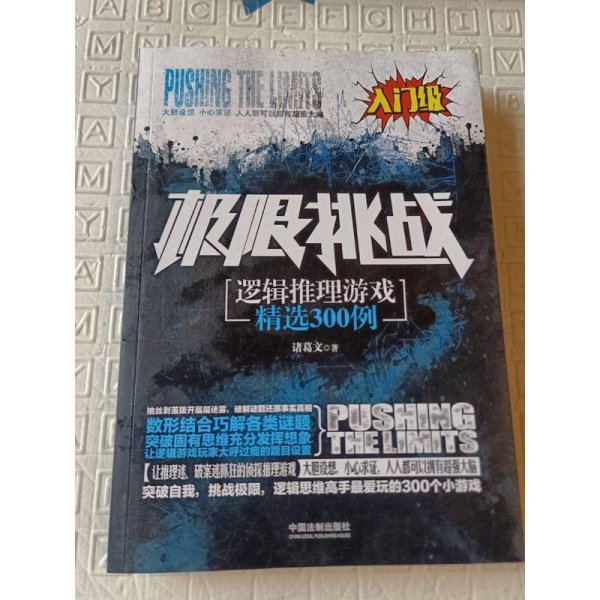 PUSHING THE LIMITS
大胆设想 小心求证 人人都可以拥有超强大脑
入门级
极限挑战
逻辑推理游戏
精选300例
诸葛文◎著
抽丝剥茧拨开层层迷雾,破解谜题还原事实真相
数形结合巧解各类谜题
突破固有思维充分发挥想象
让逻辑游戏玩家大呼过瘾的题目设置
PUSHING
THE LIMITS
让推理迷、破案迷抓狂的侦探推理游戏
大胆设想,小心求证,人人都可以拥有超强大脑
突破自我,挑战极限,逻辑思维高手最爱玩的300个小游戏
中国法制出版社
CHINA LEGAL PUBLISHING HOUSE